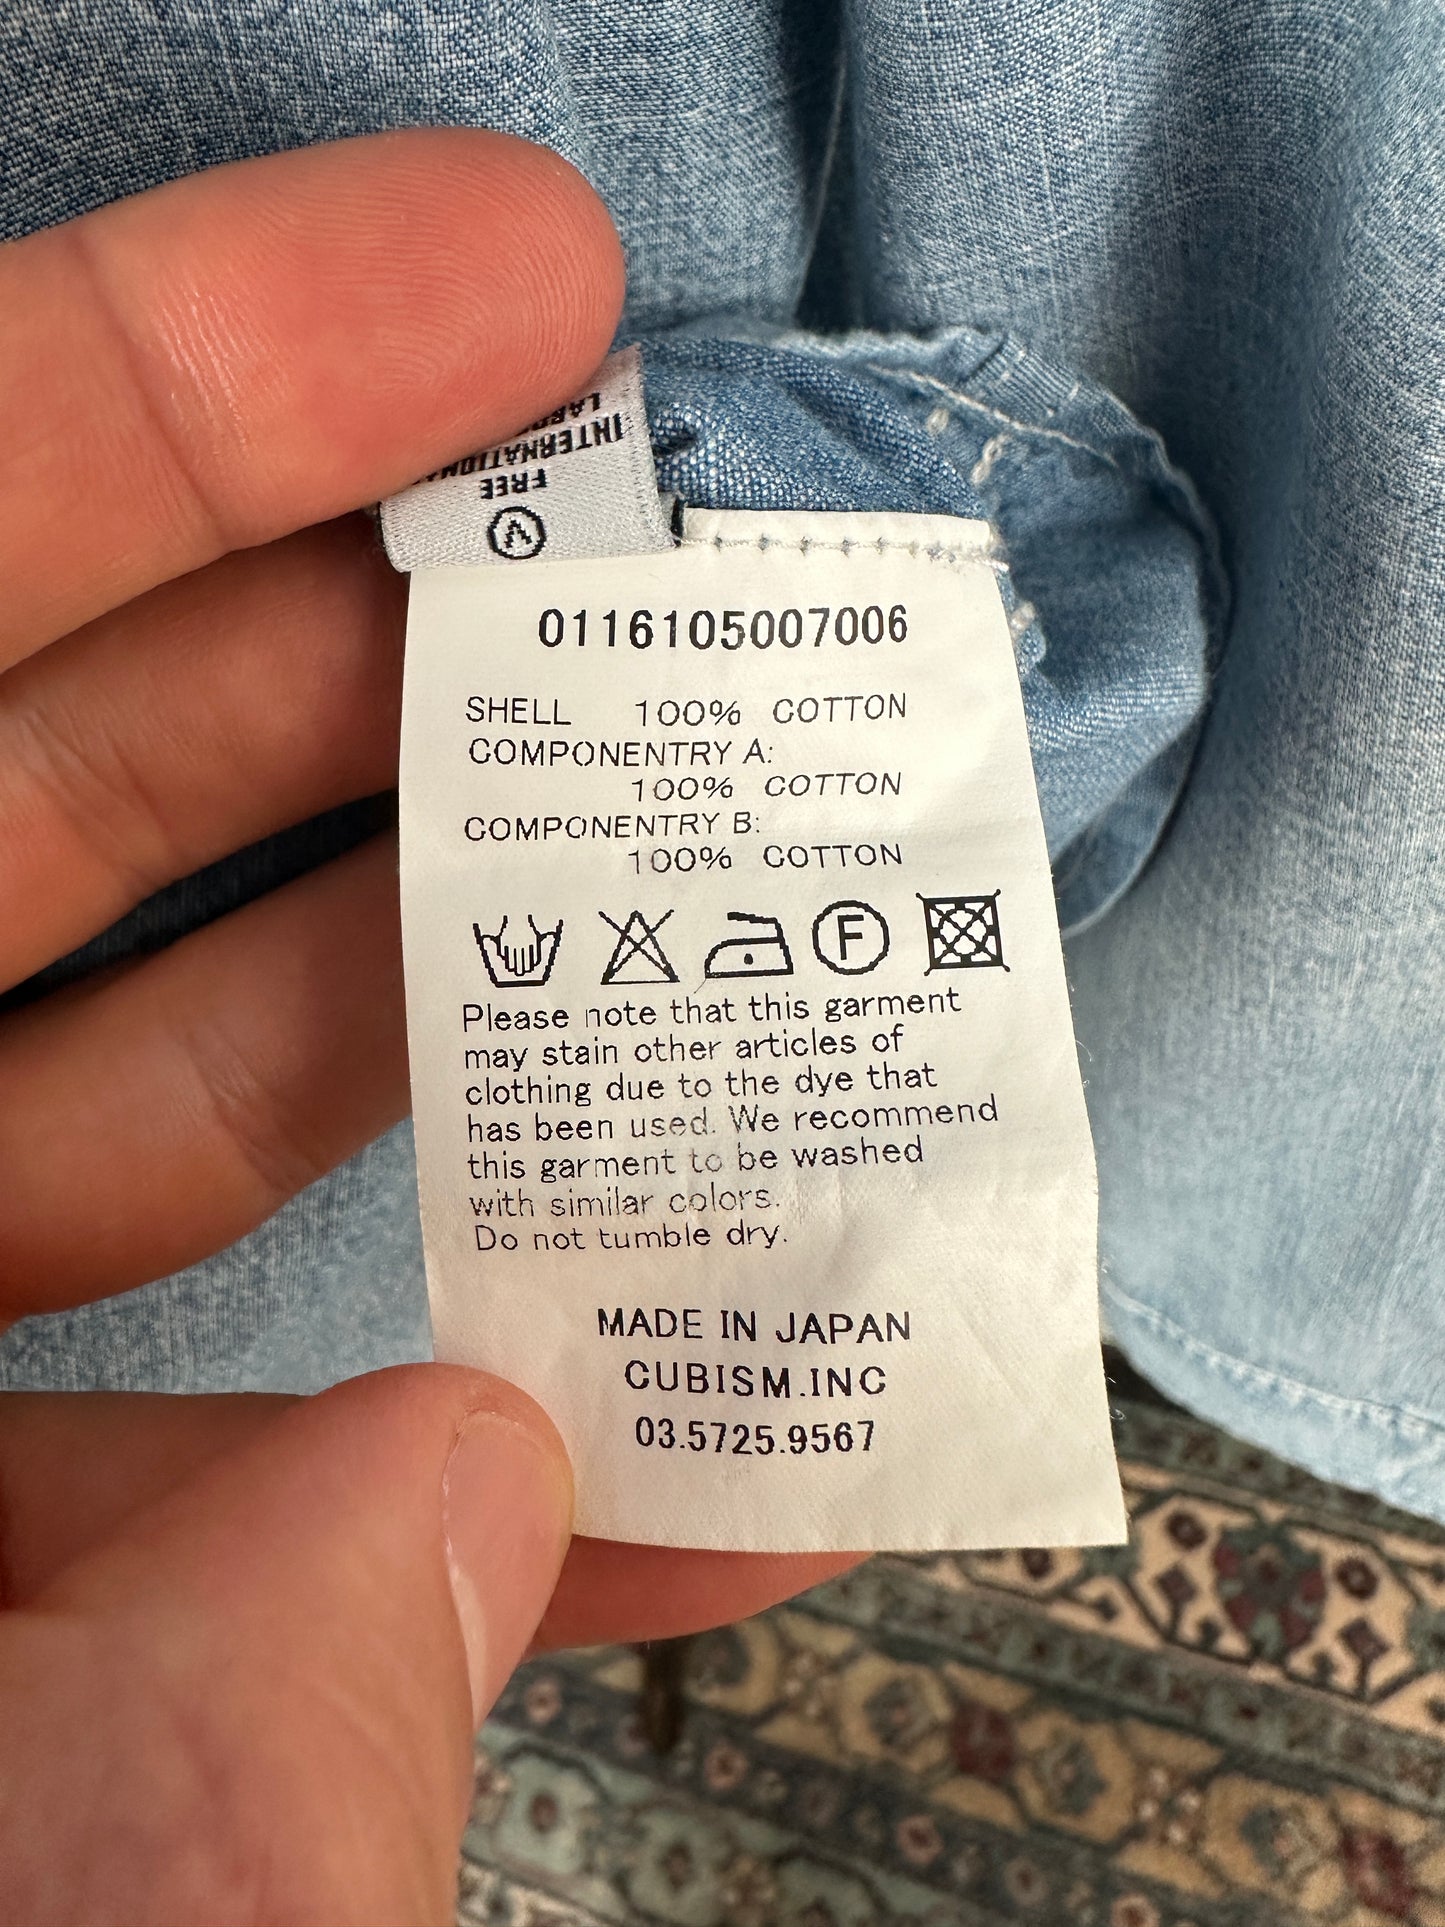 INTERNATIONAL
FREE
0116105007006
SHELL 100% COTTON
COMPONENTRY A:
100% COTTON
COMPONENTRY B:
100% COTTON
F
Please note that this garment
may stain other articles of
clothing due to the dye that
has been used. We recommend
this garment to be washed
with similar colors.
Do not tumble dry.
MADE IN JAPAN
CUBISM.INC
03.5725.9567